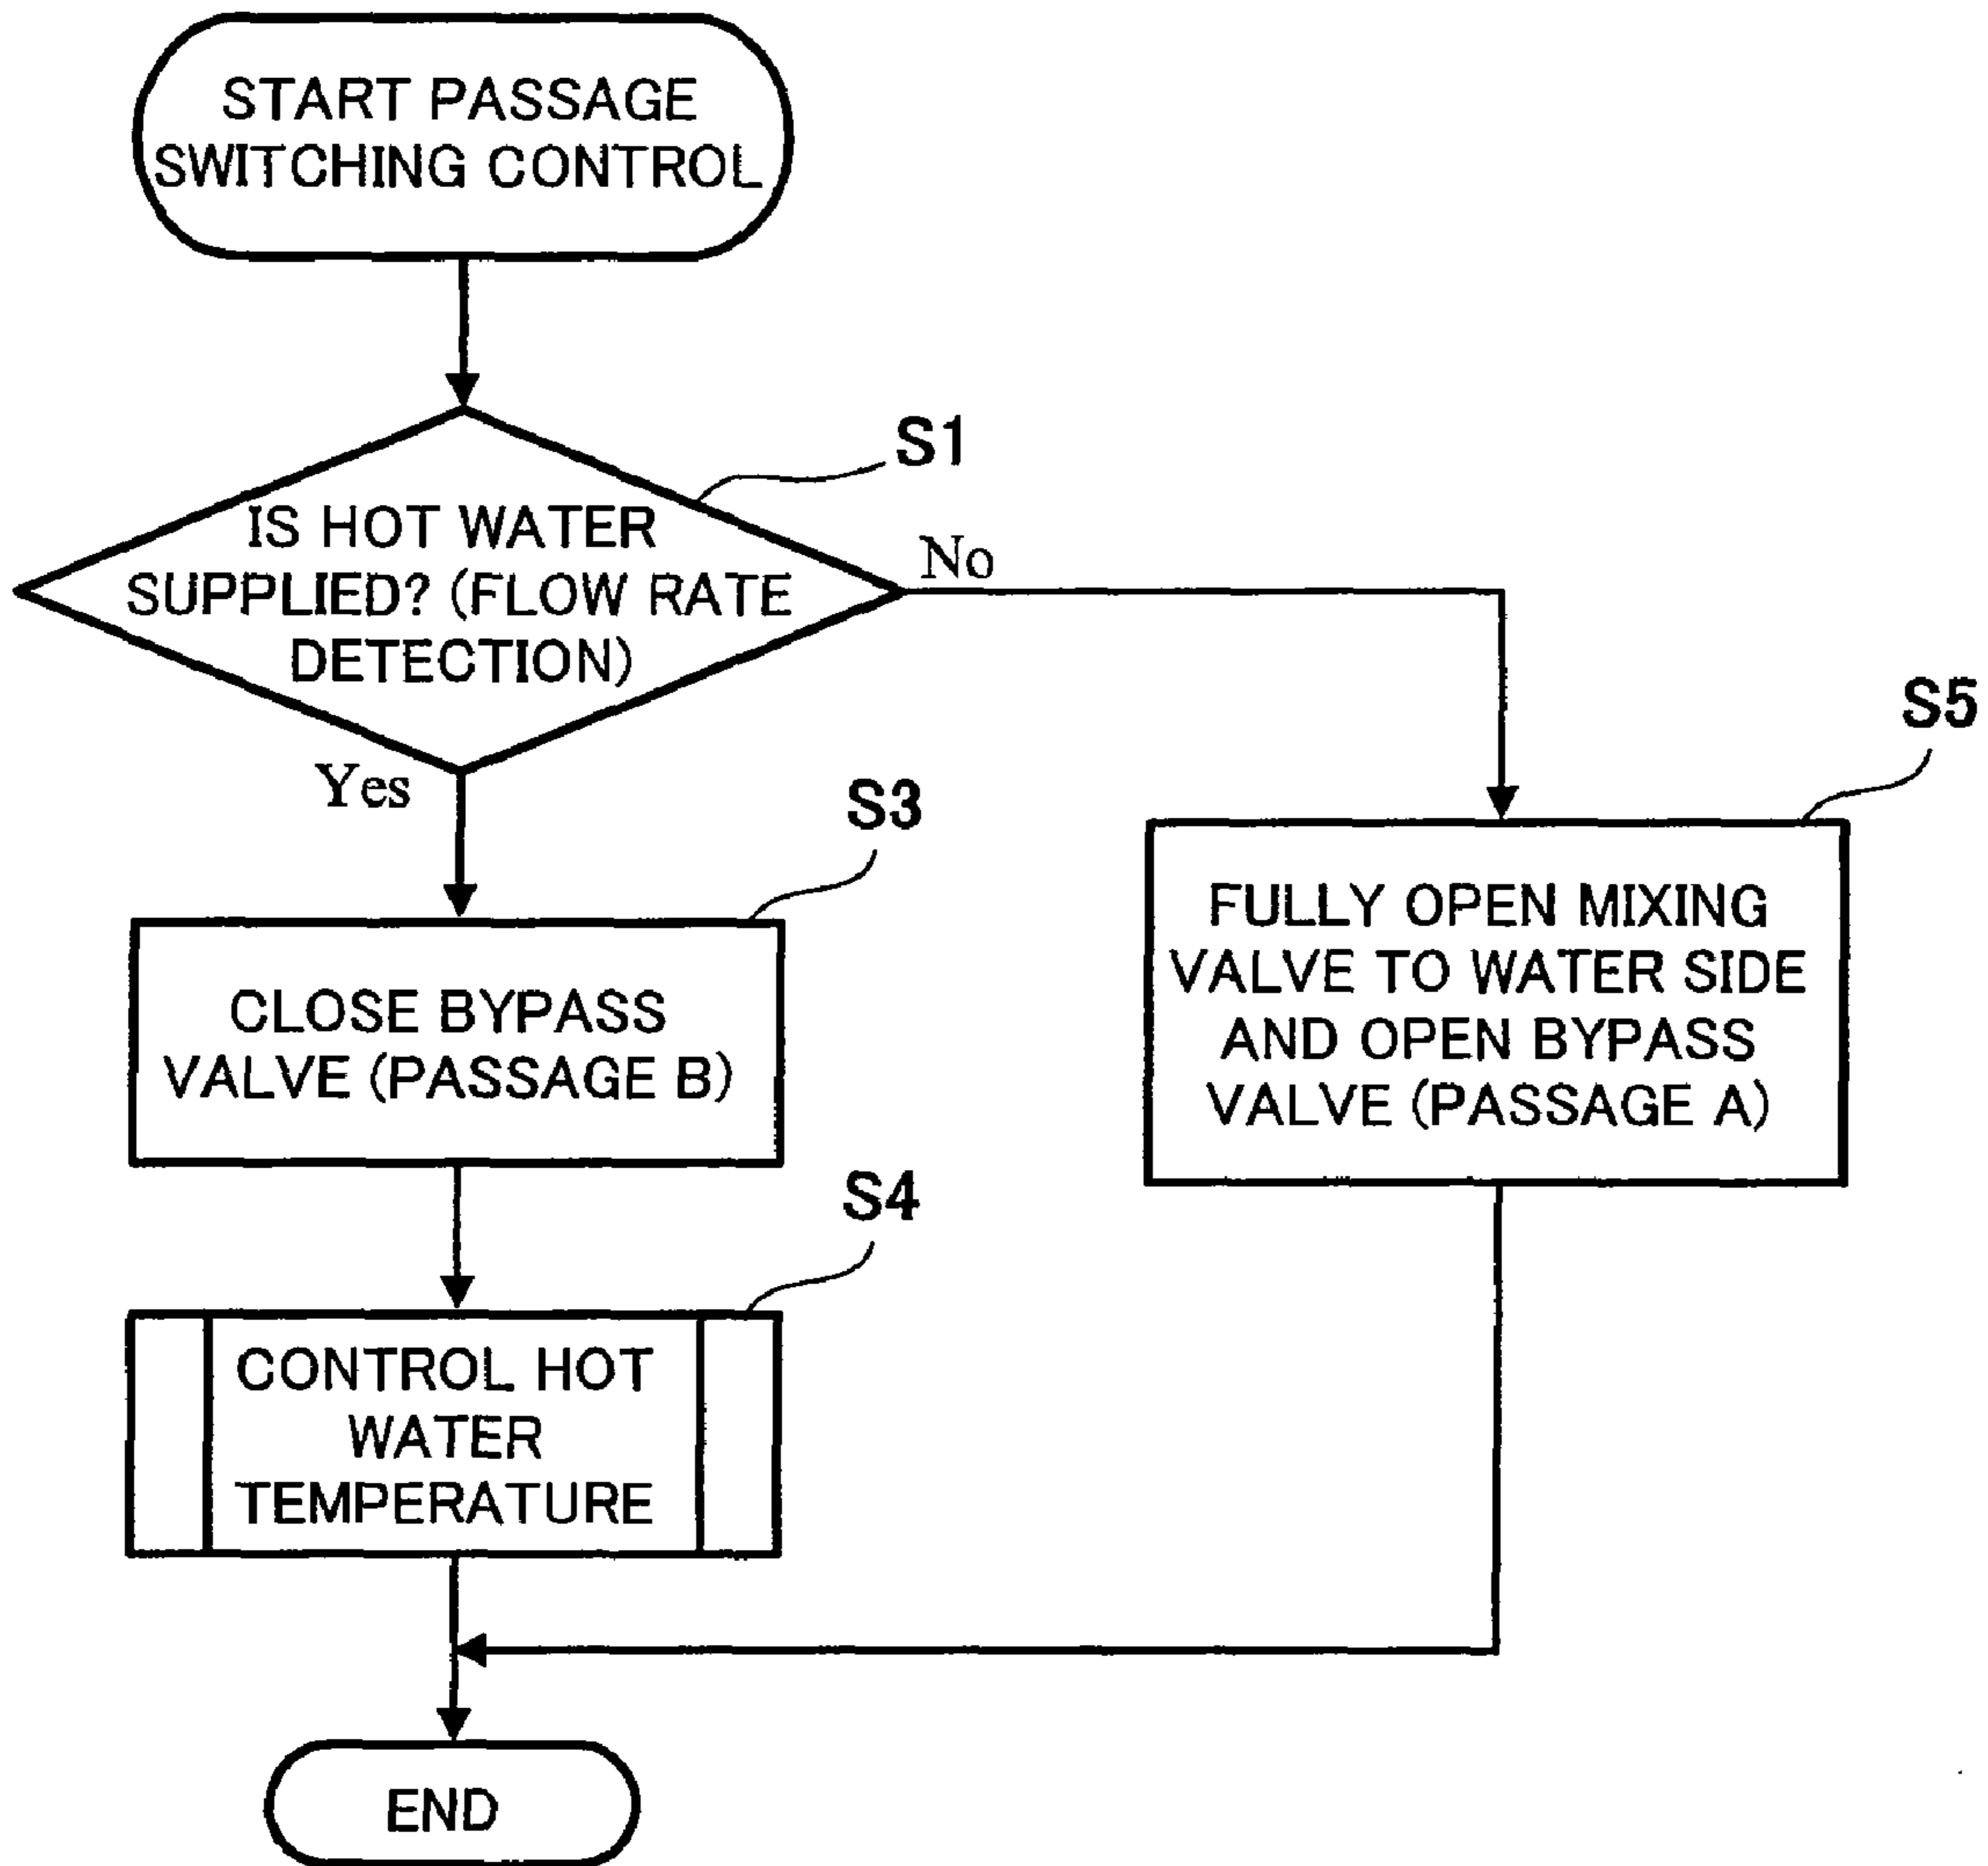 START PASSAGE
SWITCHING CONTROL
S1
IS HOT WATER
SUPPLIED? (FLOW RATE
DETECTION)
No
Yes
S3
CLOSE BYPASS
VALVE (PASSAGE B)
S5
FULLY OPEN MIXING
VALVE TO WATER SIDE
AND OPEN BYPASS
VALVE (PASSAGE A)
S4
CONTROL HOT
WATER
TEMPERATURE
END